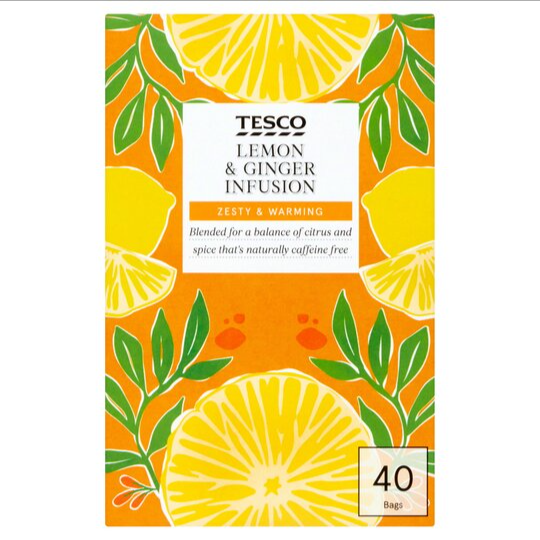 TESCO
LEMON
& GINGER
INFUSION
ZESTY & WARMING
Blended for a balance of citrus and
spice that's naturally caffeine free
40
Bags